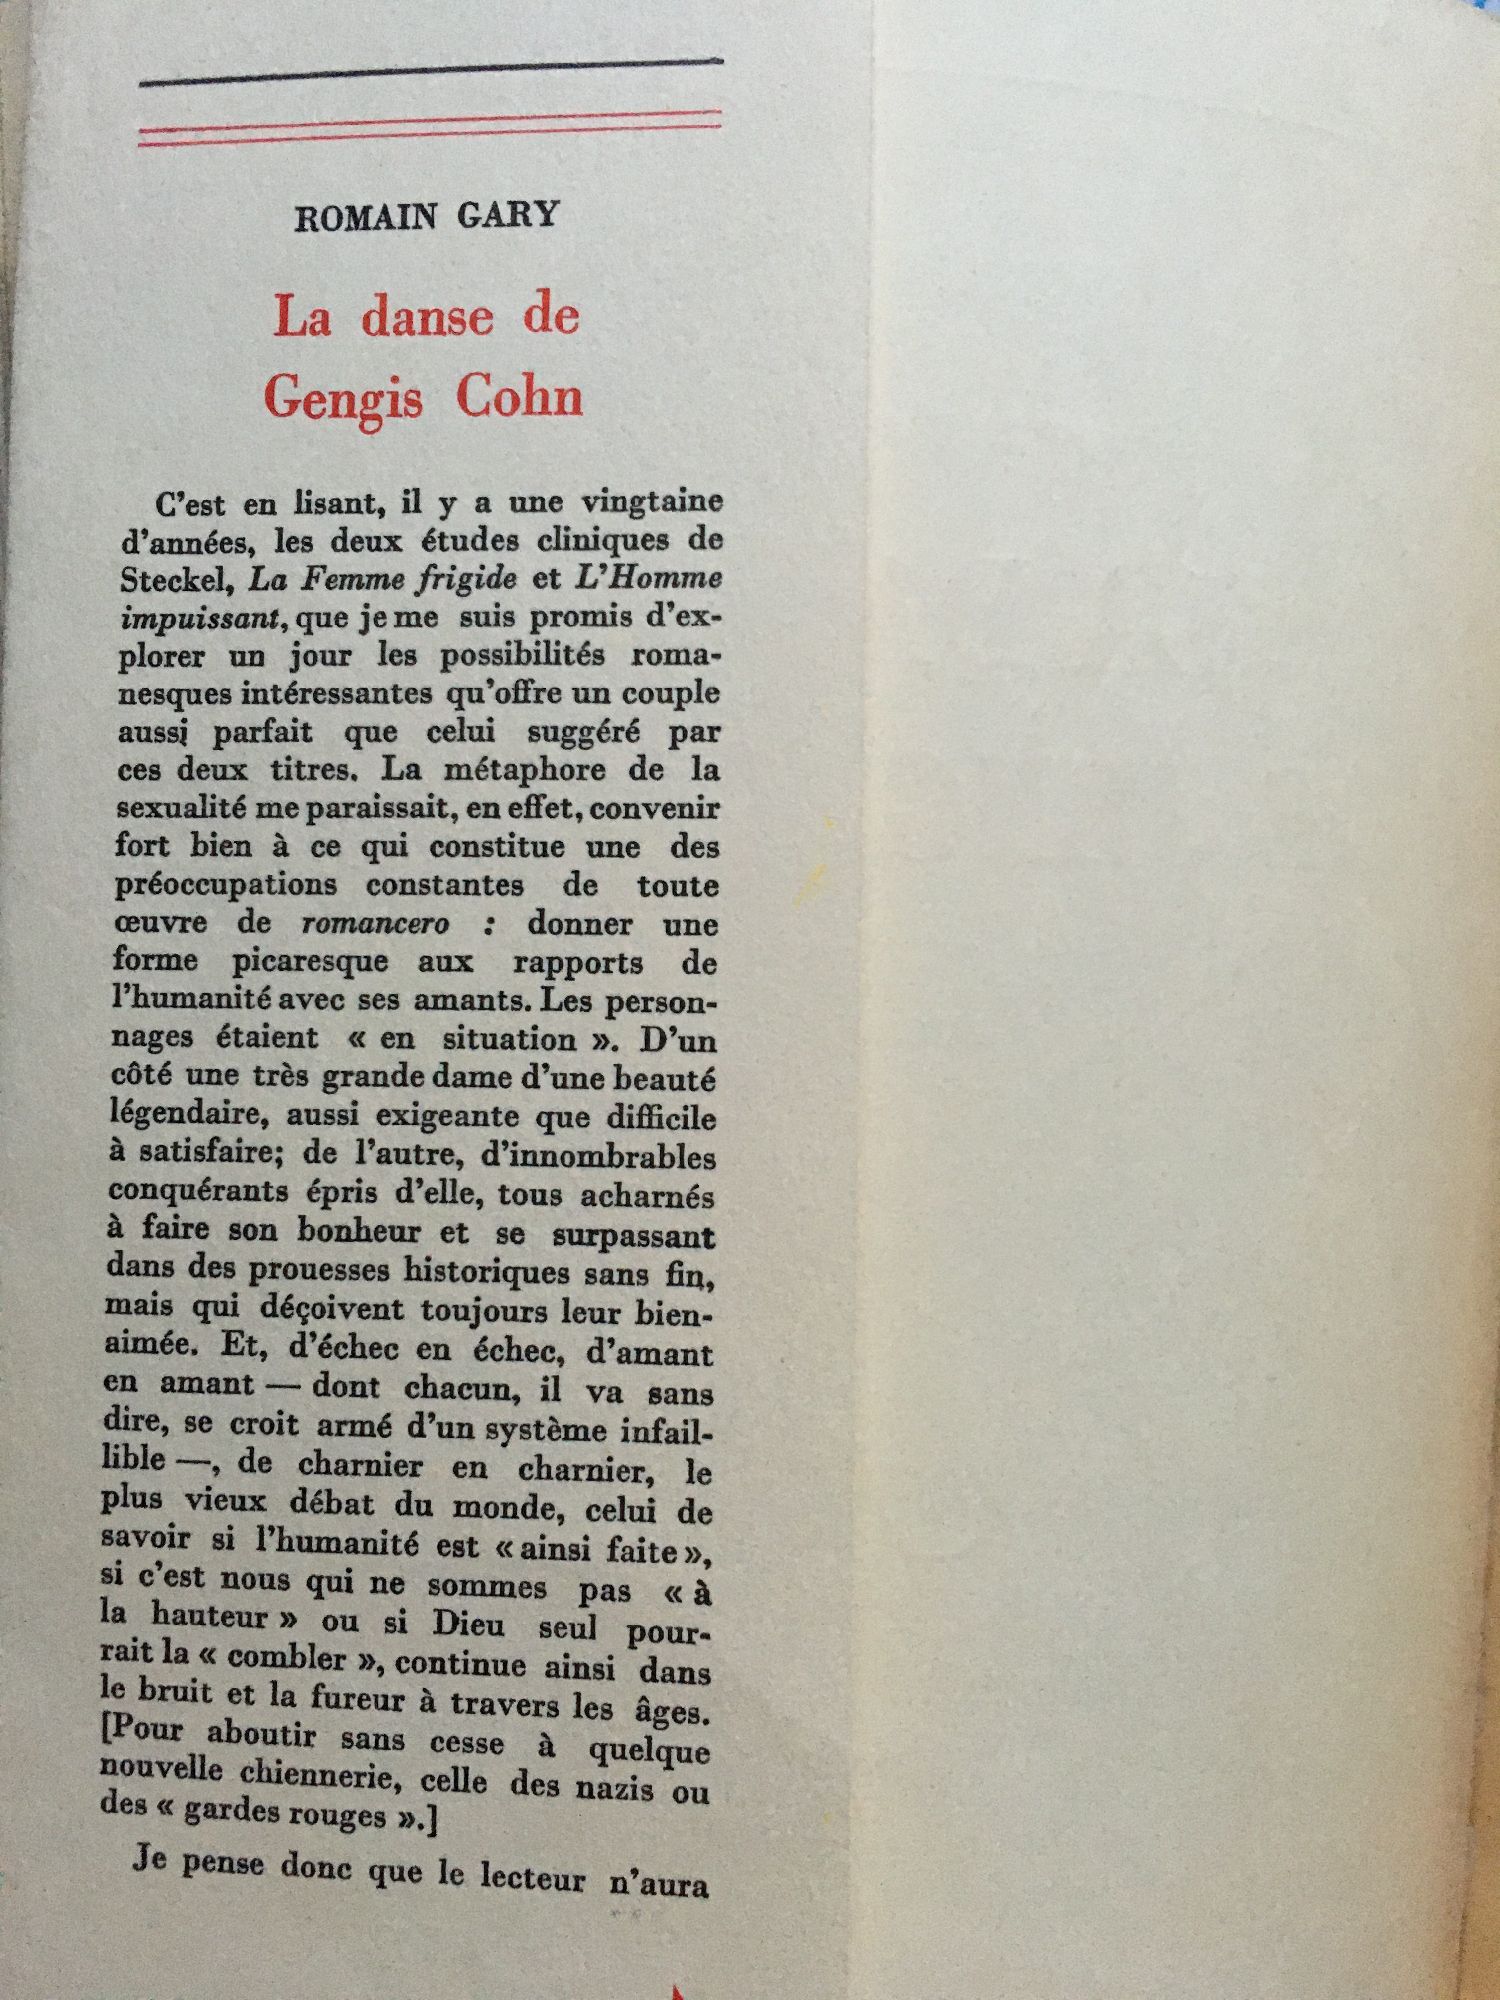 ROMAIN GARY
La danse de
Gengis Cohn
C'est en lisant, il y a une vingtaine
d'années, les deux études cliniques de
Steckel, La Femme frigide et L'Homme
impuissant, que je me suis promis d'ex-
plorer un jour les possibilités roma-
nesques intéressantes qu'offre un couple
aussi parfait que celui suggéré par
ces deux titres. La métaphore de la
sexualité me paraissait, en effet, convenir
fort bien à ce qui constitue une des
préoccupations constantes de toute
œuvre de romancero : donner une
forme picaresque aux rapports de
l'humanité avec ses amants. Les person-
nages étaient « en situation ». D'un
côté une très grande dame d'une beauté
légendaire, aussi exigeante que difficile
à satisfaire; de l'autre, d'innombrables
conquérants épris d'elle, tous acharnés
à faire son bonheur et se surpassant
dans des prouesses historiques sans fin,
mais qui déçoivent toujours leur bien-
aimée. Et, d'échec en échec, d'amant
en amant — dont chacun, il va sans
dire, se croit armé d'un système infail-
lible —, de charnier en charnier, le
plus vieux débat du monde, celui de
savoir si l'humanité est « ainsi faite »,
si c'est nous qui ne sommes pas « à
la hauteur » ou si Dieu seul pour-
rait la « combler », continue ainsi dans
le bruit et la fureur à travers les âges.
[Pour aboutir sans cesse à quelque
nouvelle chiennerie, celle des nazis ou
des « gardes rouges ».]
Je pense donc que le lecteur n'aura